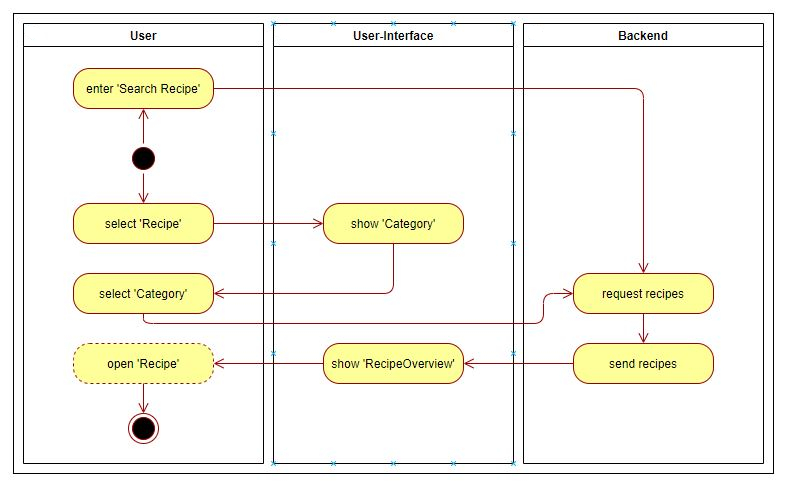 User
User-Interface
Backend
enter 'Search Recipe'
select 'Recipe'
show 'Category'
select 'Category'
request recipes
open 'Recipe'
show 'RecipeOverview'
send recipes